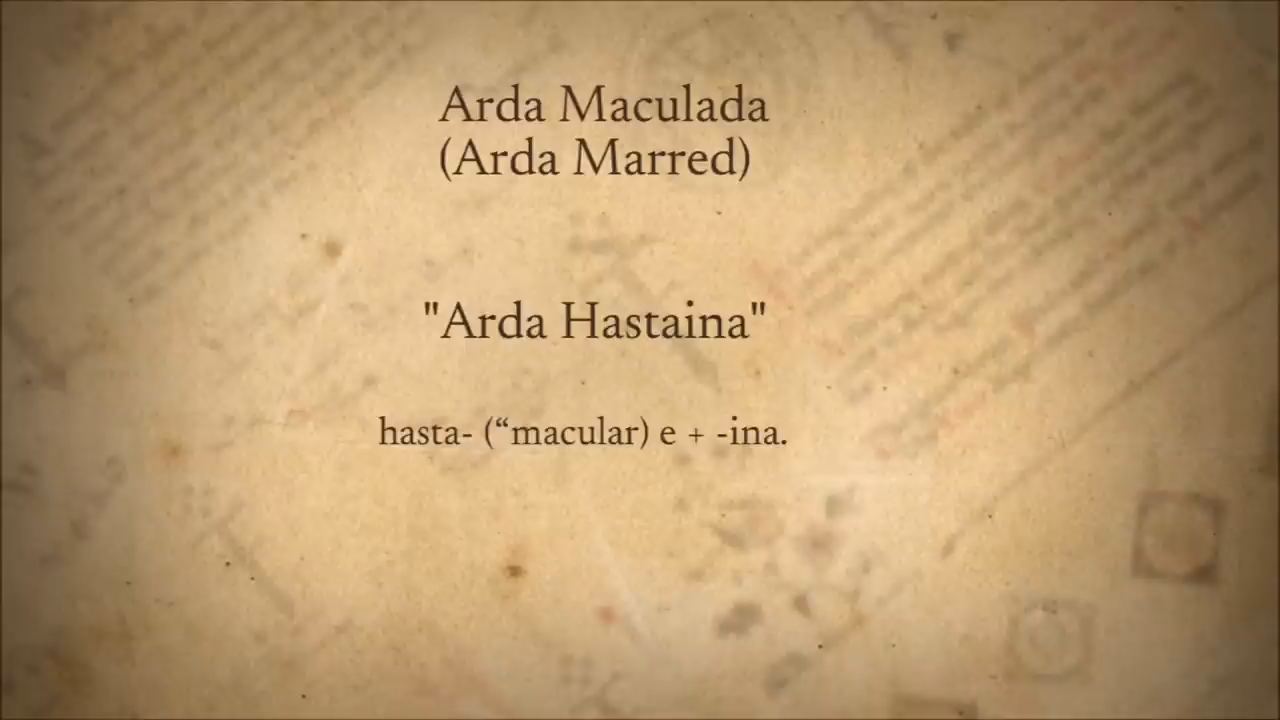 Arda Maculada
(Arda Marred)
"Arda Hastaina"
hasta- (“macular) e + -ina.